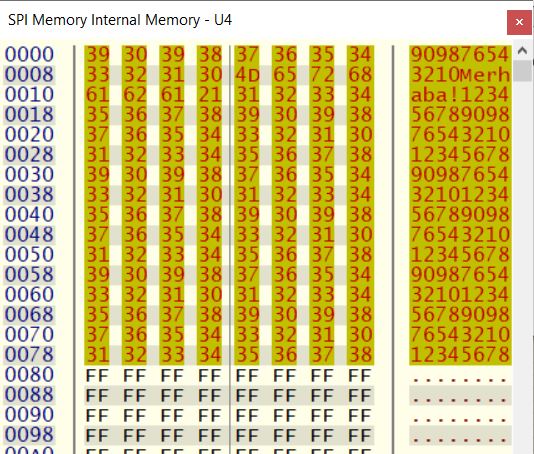 SPI Memory Internal Memory - U4
0000 39 30 39 38 37 36 35 34 90987654
0008 33 32 31 30 4D 65 72 68 3210Merh
0010 61 62 61 21 31 32 33 34 aba!1234
0018 35 36 37 38 39 30 39 38 56789098
0020 37 36 35 34 33 32 31 30 76543210
0028 31 32 33 34 35 36 37 38 12345678
0030 39 30 39 38 37 36 35 34 90987654
0038 33 32 31 30 31 32 33 34 32101234
0040 35 36 37 38 39 30 39 38 56789098
0048 37 36 35 34 33 32 31 30 76543210
0050 31 32 33 34 35 36 37 38 12345678
0058 39 30 39 38 37 36 35 34 90987654
0060 33 32 31 30 31 32 33 34 32101234
0068 35 36 37 38 39 30 39 38 56789098
0070 37 36 35 34 33 32 31 30 76543210
0078 31 32 33 34 35 36 37 38 12345678
0080 FF FF FF FF FF FF FF FF ........
0088 FF FF FF FF FF FF FF FF ........
0090 FF FF FF FF FF FF FF FF ........
0098 FF FF FF FF FF FF FF FF ........